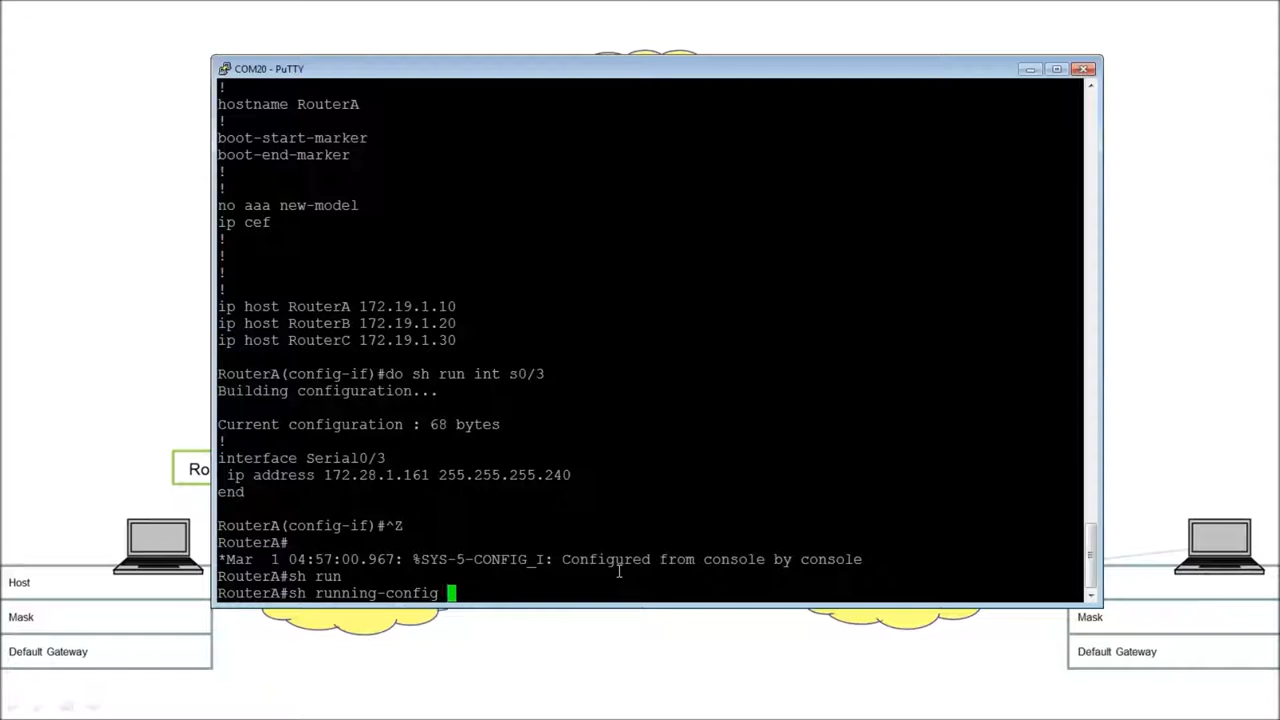 COM20 - PuTTY
!
hostname RouterA
!
boot-start-marker
boot-end-marker
!
!
no aaa new-model
ip cef
!
!
!
!
ip host RouterA 172.19.1.10
ip host RouterB 172.19.1.20
ip host RouterC 172.19.1.30
RouterA(config-if)#do sh run int s0/3
Building configuration...
Current configuration : 68 bytes
!
interface Serial0/3
ip address 172.28.1.161 255.255.255.240
end
RouterA(config-if)#^Z
RouterA#
*Mar 1 04:57:00.967: %SYS-5-CONFIG_I: Configured from console by console
RouterA#sh run
RouterA#sh running-config
Ro
Host
Mask
Default Gateway
Mask
Default Gateway